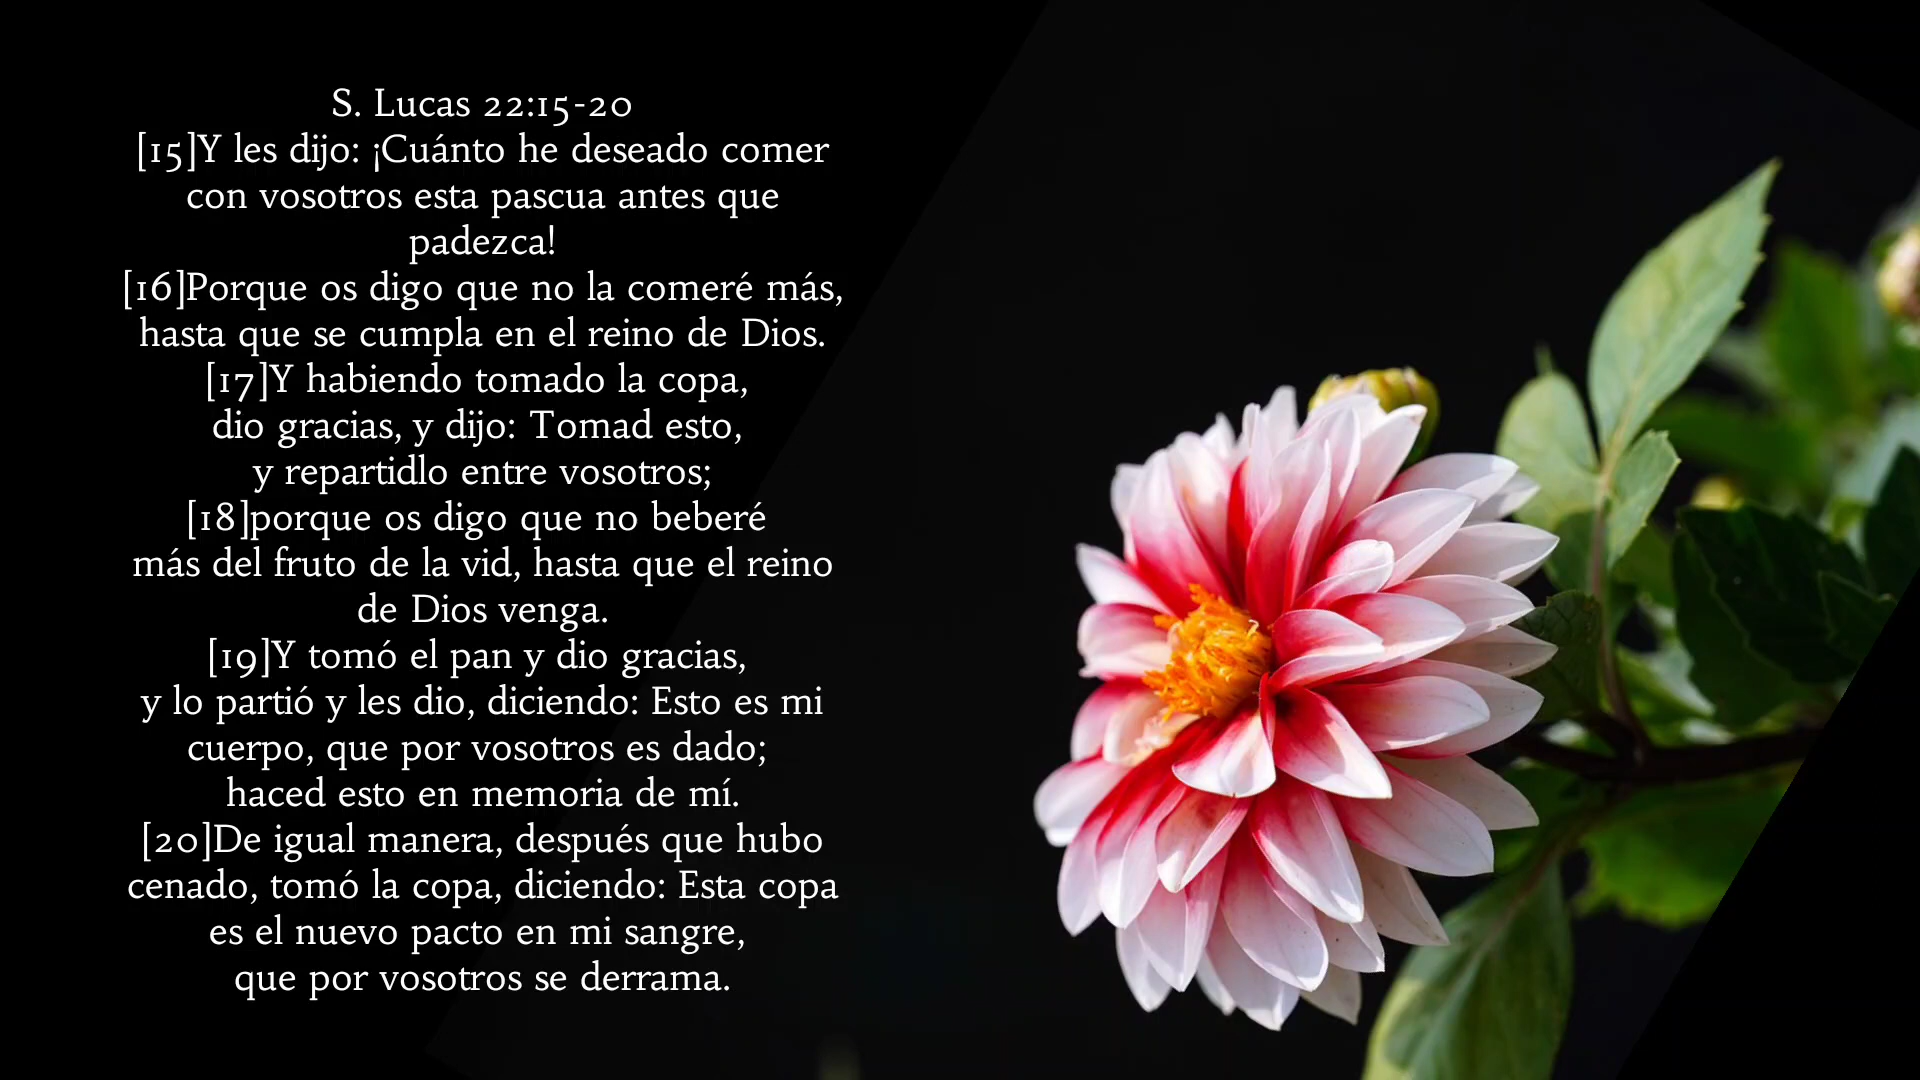 S. Lucas 22:15-20
[15]Y les dijo: ¡Cuánto he deseado comer
con vosotros esta pascua antes que
padezca!
[16]Porque os digo que no la comeré más,
hasta que se cumpla en el reino de Dios.
[17]Y habiendo tomado la copa,
dio gracias, y dijo: Tomad esto,
y repartidlo entre vosotros;
[18]porque os digo que no beberé
más del fruto de la vid, hasta que el reino
de Dios venga.
[19]Y tomó el pan y dio gracias,
y lo partió y les dio, diciendo: Esto es mi
cuerpo, que por vosotros es dado;
haced esto en memoria de mí.
[20]De igual manera, después que hubo
cenado, tomó la copa, diciendo: Esta copa
es el nuevo pacto en mi sangre,
que por vosotros se derrama.